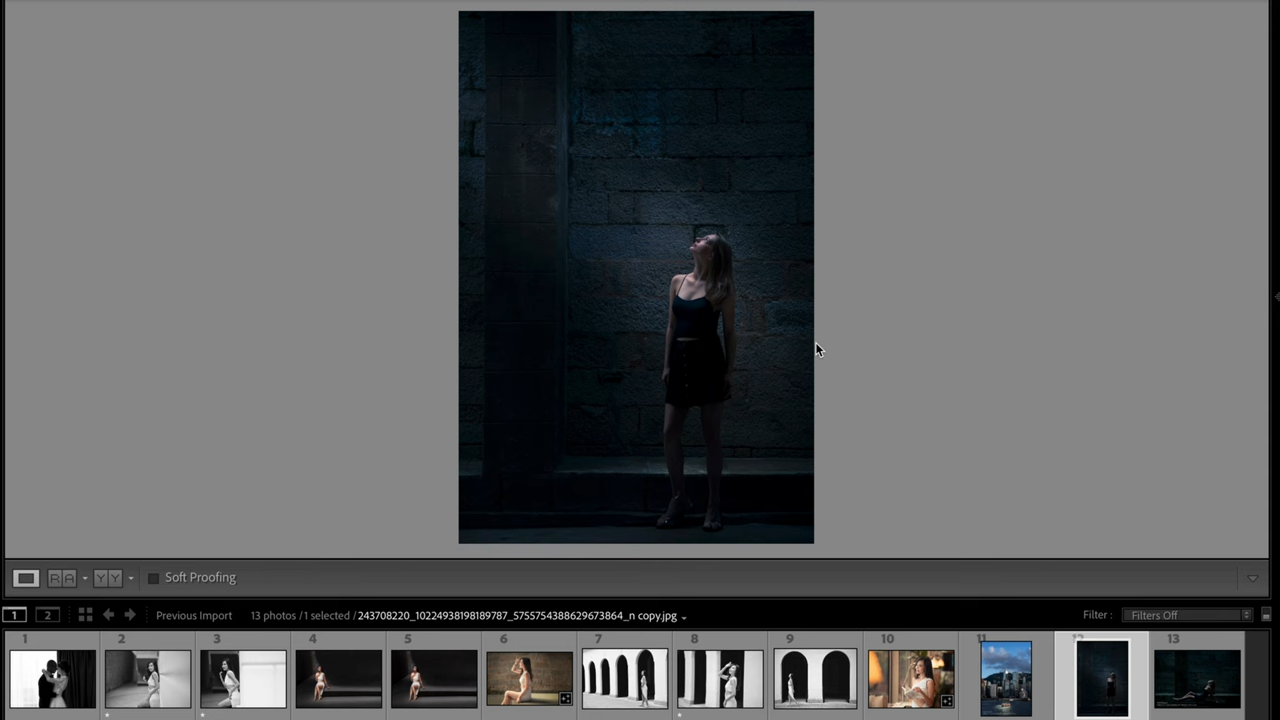 R A Y Y Soft Proofing
1 2 Previous Import 13 photos / 1 selected / 243708220_10224938198189787_5755754388629673864_n copy.jpg Filter : Filters Off
1 2 3 4 5 6 7 8 9 10 11 12 13